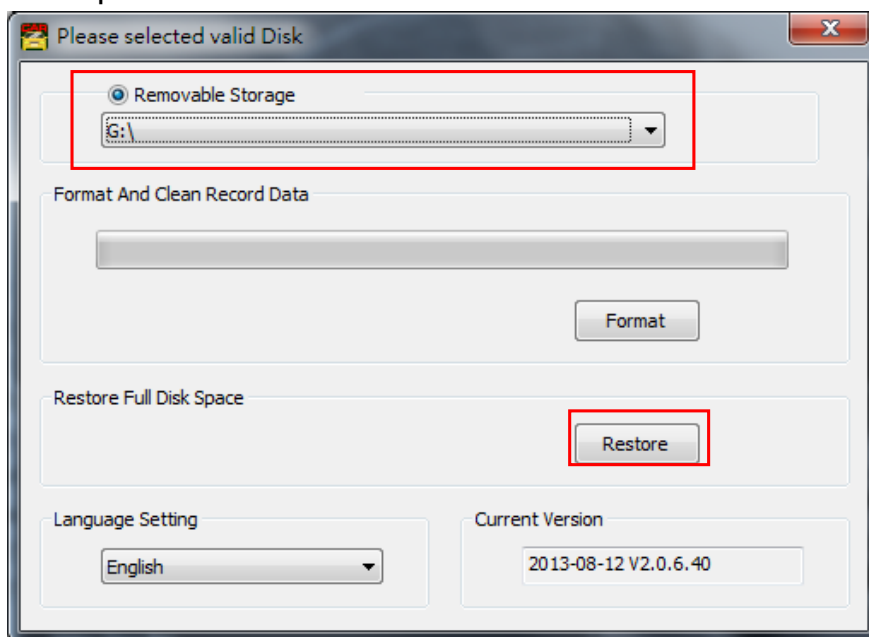 Please selected valid Disk
Removable Storage
G:\
Format And Clean Record Data
Format
Restore Full Disk Space
Restore
Language Setting
Current Version
English
2013-08-12 V2.0.6.40